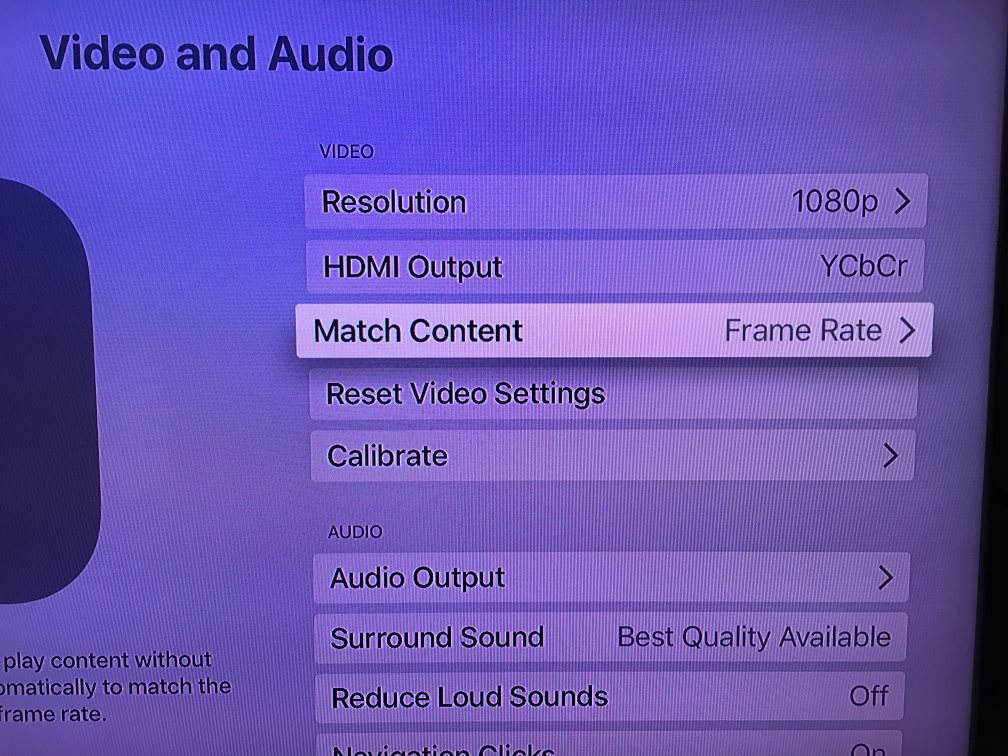 Video and Audio
VIDEO
Resolution 1080p
HDMI Output YCbCr
Match Content Frame Rate
Reset Video Settings
Calibrate
AUDIO
Audio Output
Surround Sound Best Quality Available
Reduce Loud Sounds Off
Navigation Clicks On
play content without
omatically to match the
frame rate.